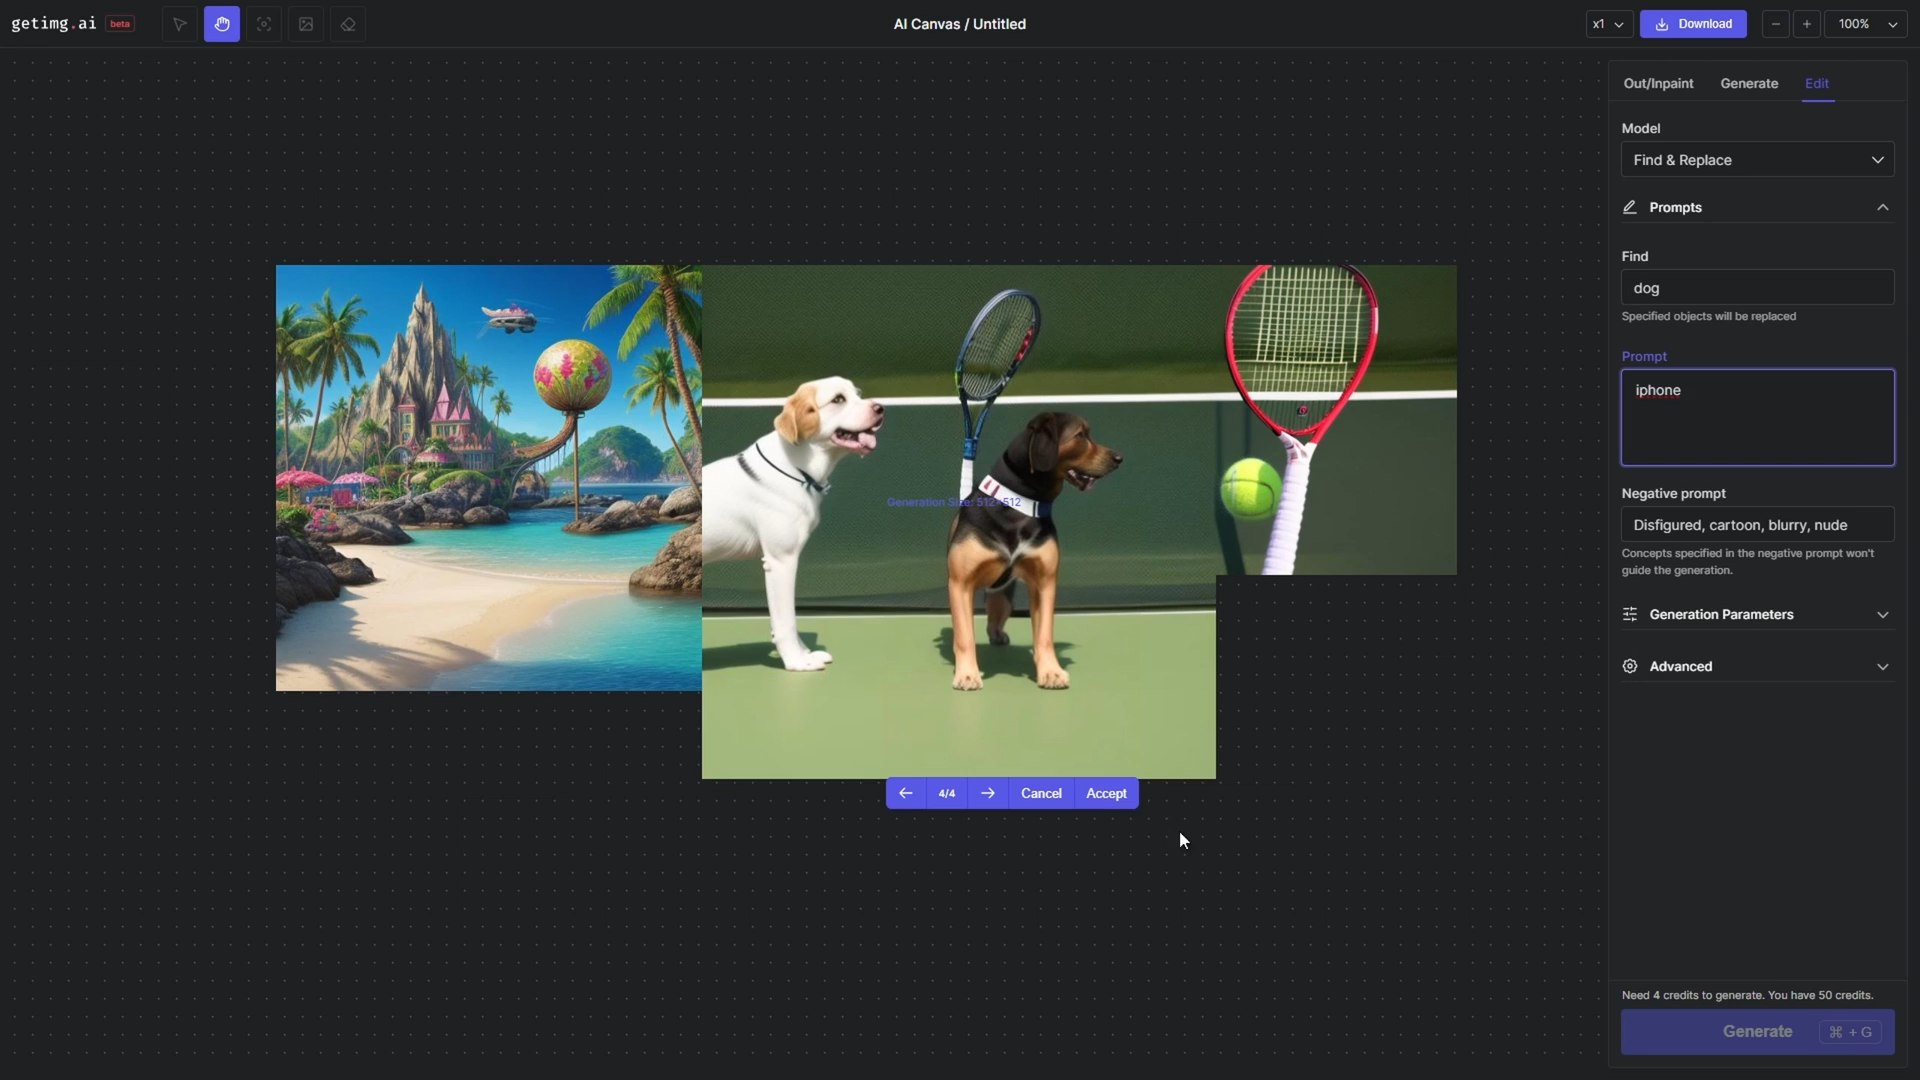 getimg.ai beta
AI Canvas / Untitled
x1
Download
100%
Out/Inpaint Generate Edit
Model
Find & Replace
Prompts
Find
dog
Specified objects will be replaced
Prompt
iphone
Negative prompt
Disfigured, cartoon, blurry, nude
Concepts specified in the negative prompt won't
guide the generation.
Generation Parameters
Advanced
Generation Size: 512x512
4/4 Cancel Accept
Need 4 credits to generate. You have 50 credits.
Generate ⌘ + G